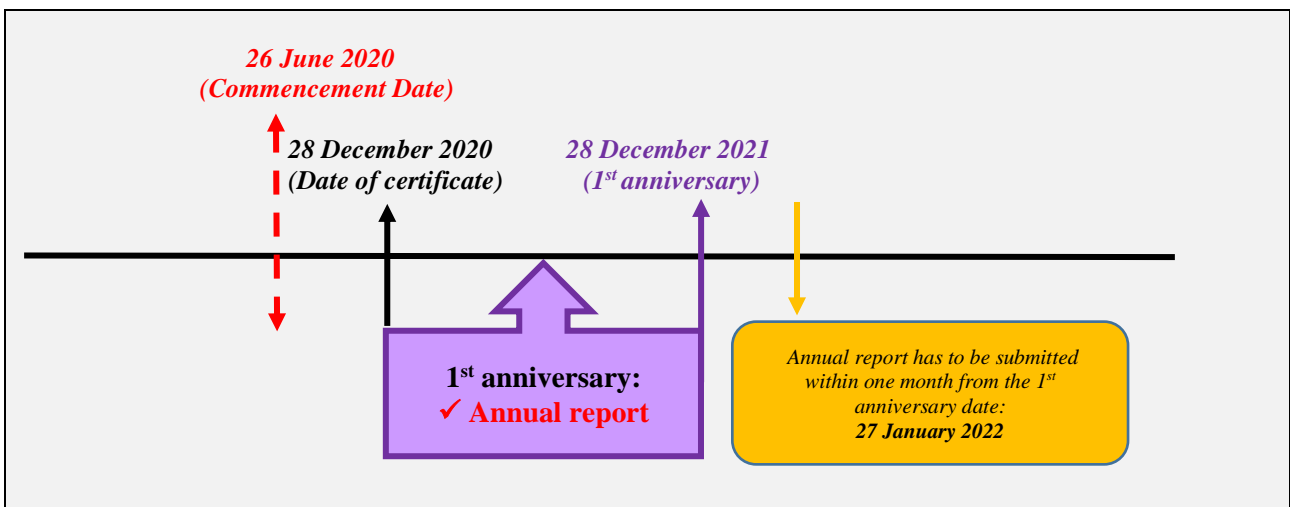 26 June 2020
(Commencement Date)
28 December 2020
(Date of certificate)
28 December 2021
(1st anniversary)
1st anniversary:
✓ Annual report
Annual report has to be submitted
within one month from the 1st
anniversary date:
27 January 2022